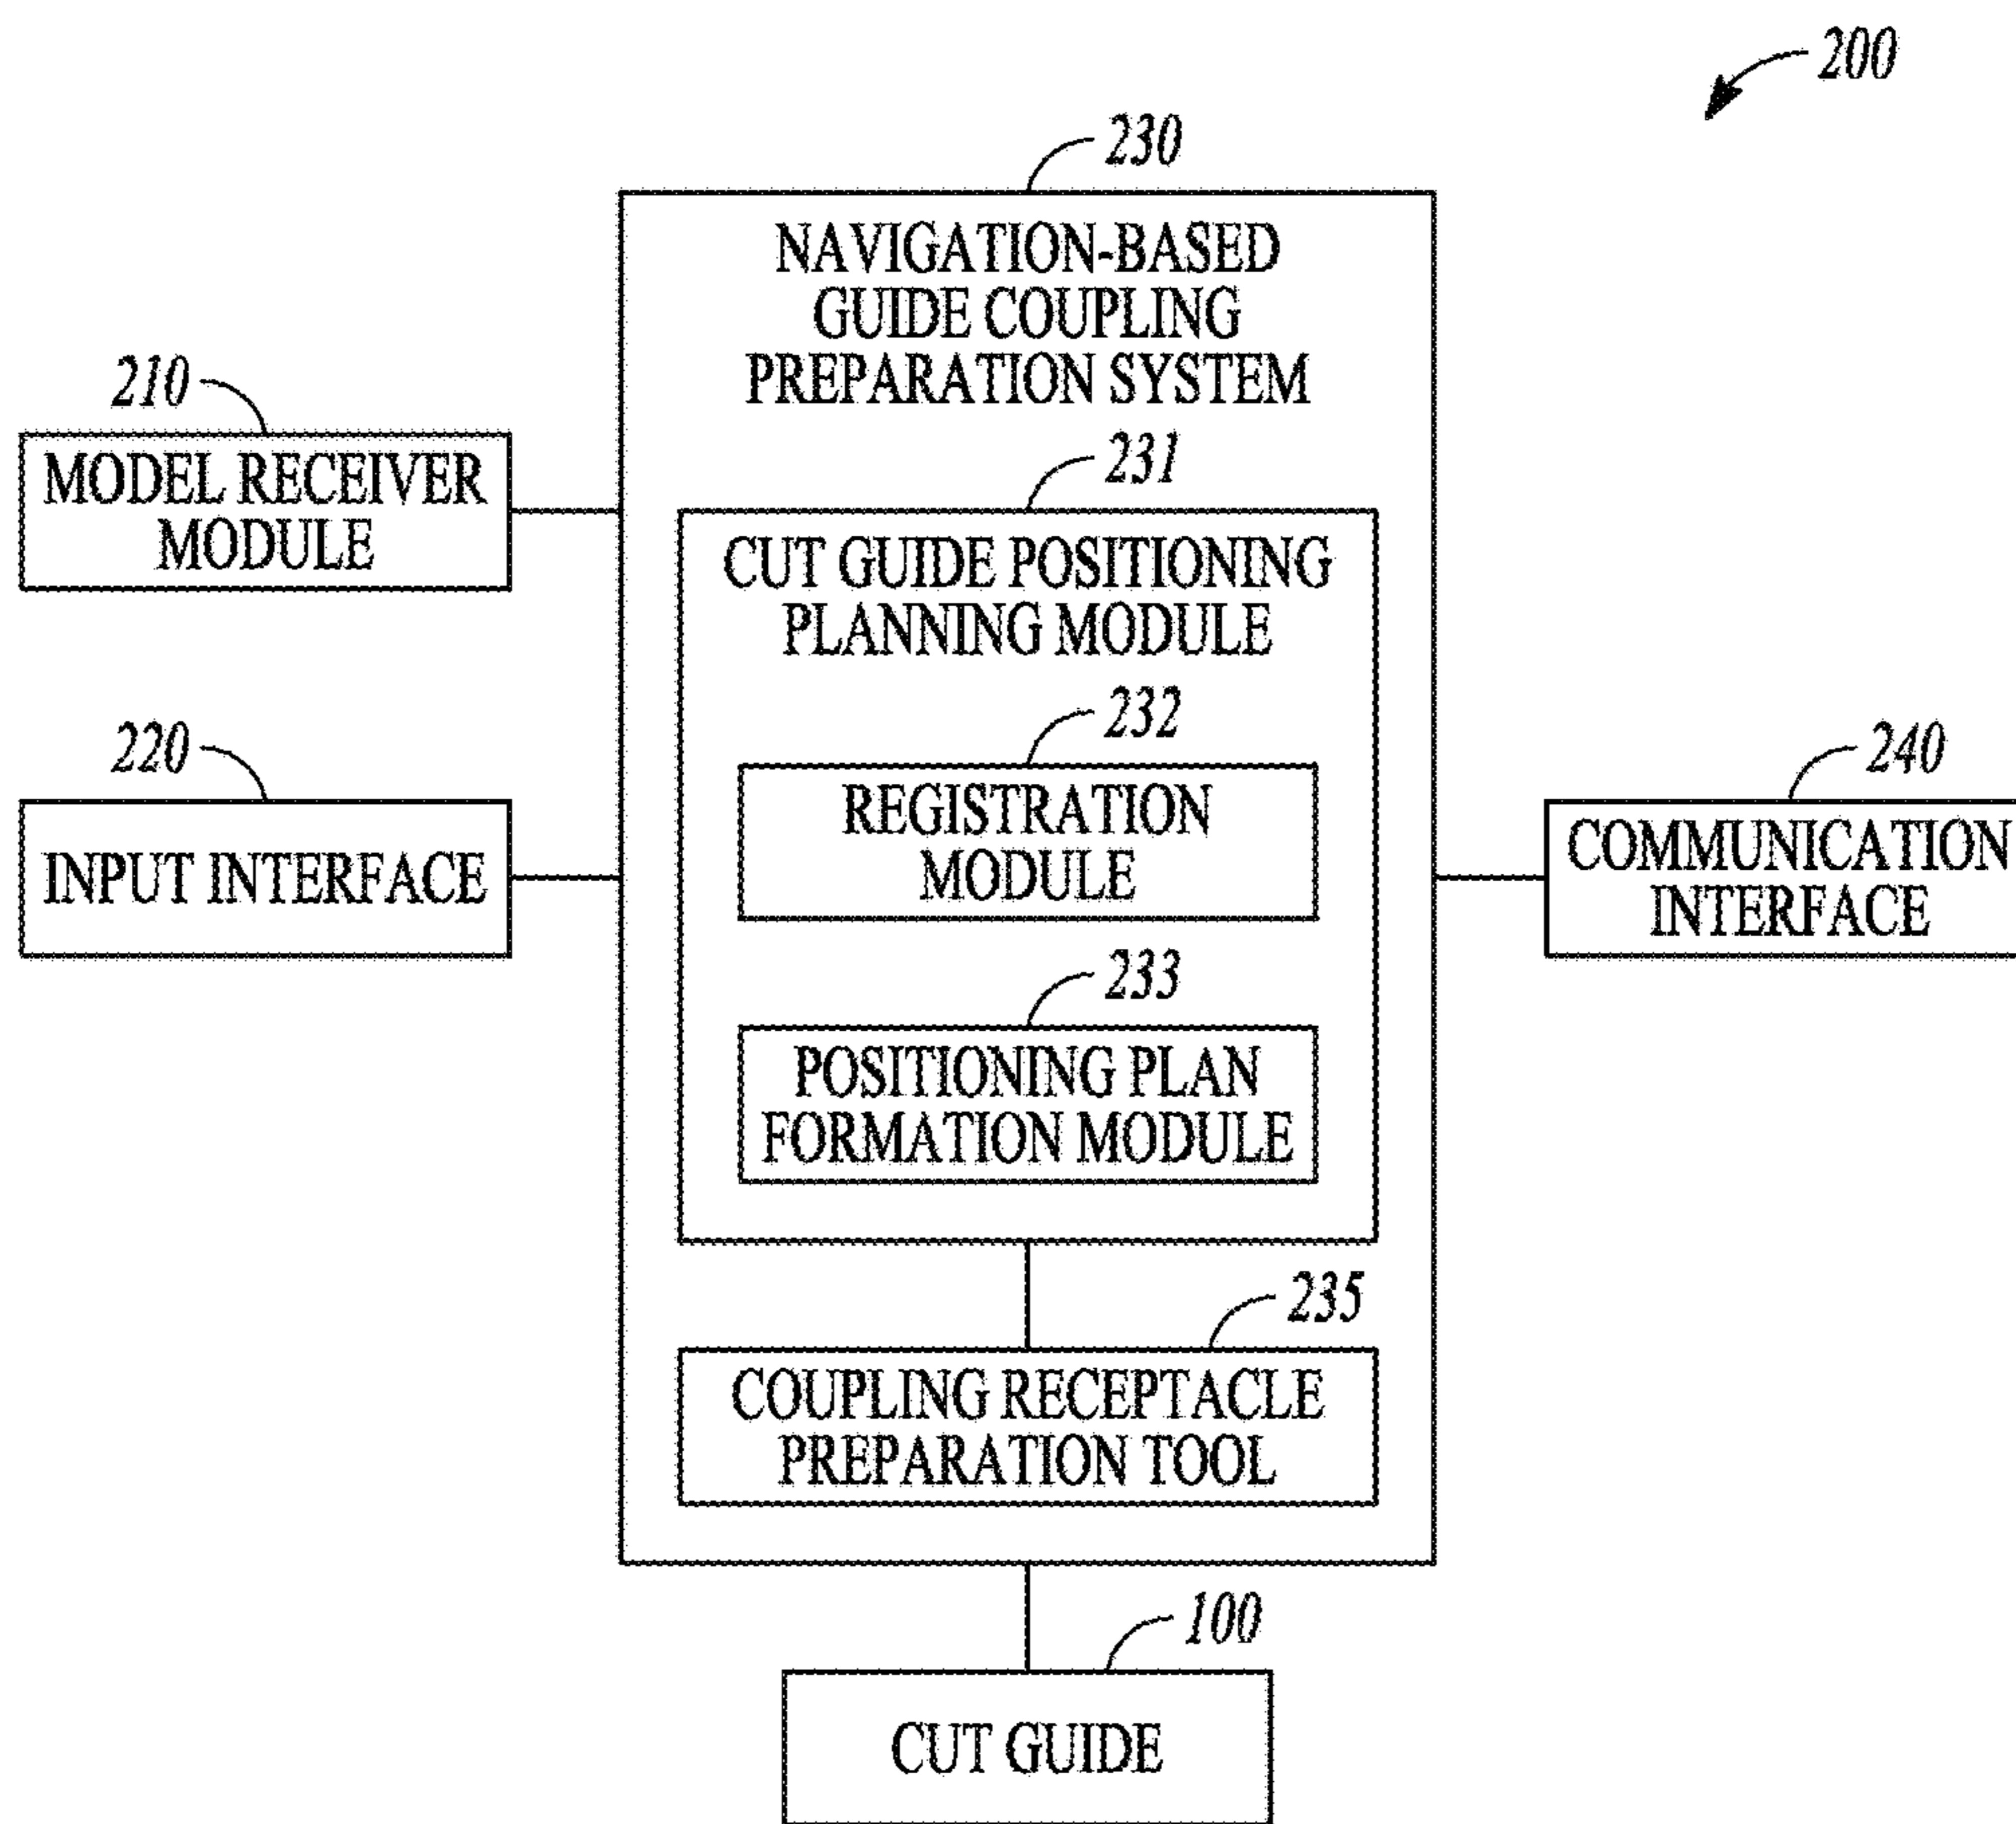 200
230
NAVIGATION-BASED
GUIDE COUPLING
PREPARATION SYSTEM
210
MODEL RECEIVER
MODULE
231
CUT GUIDE POSITIONING
PLANNING MODULE
232
REGISTRATION
MODULE
220
INPUT INTERFACE
240
COMMUNICATION
INTERFACE
233
POSITIONING PLAN
FORMATION MODULE
235
COUPLING RECEPTACLE
PREPARATION TOOL
100
CUT GUIDE